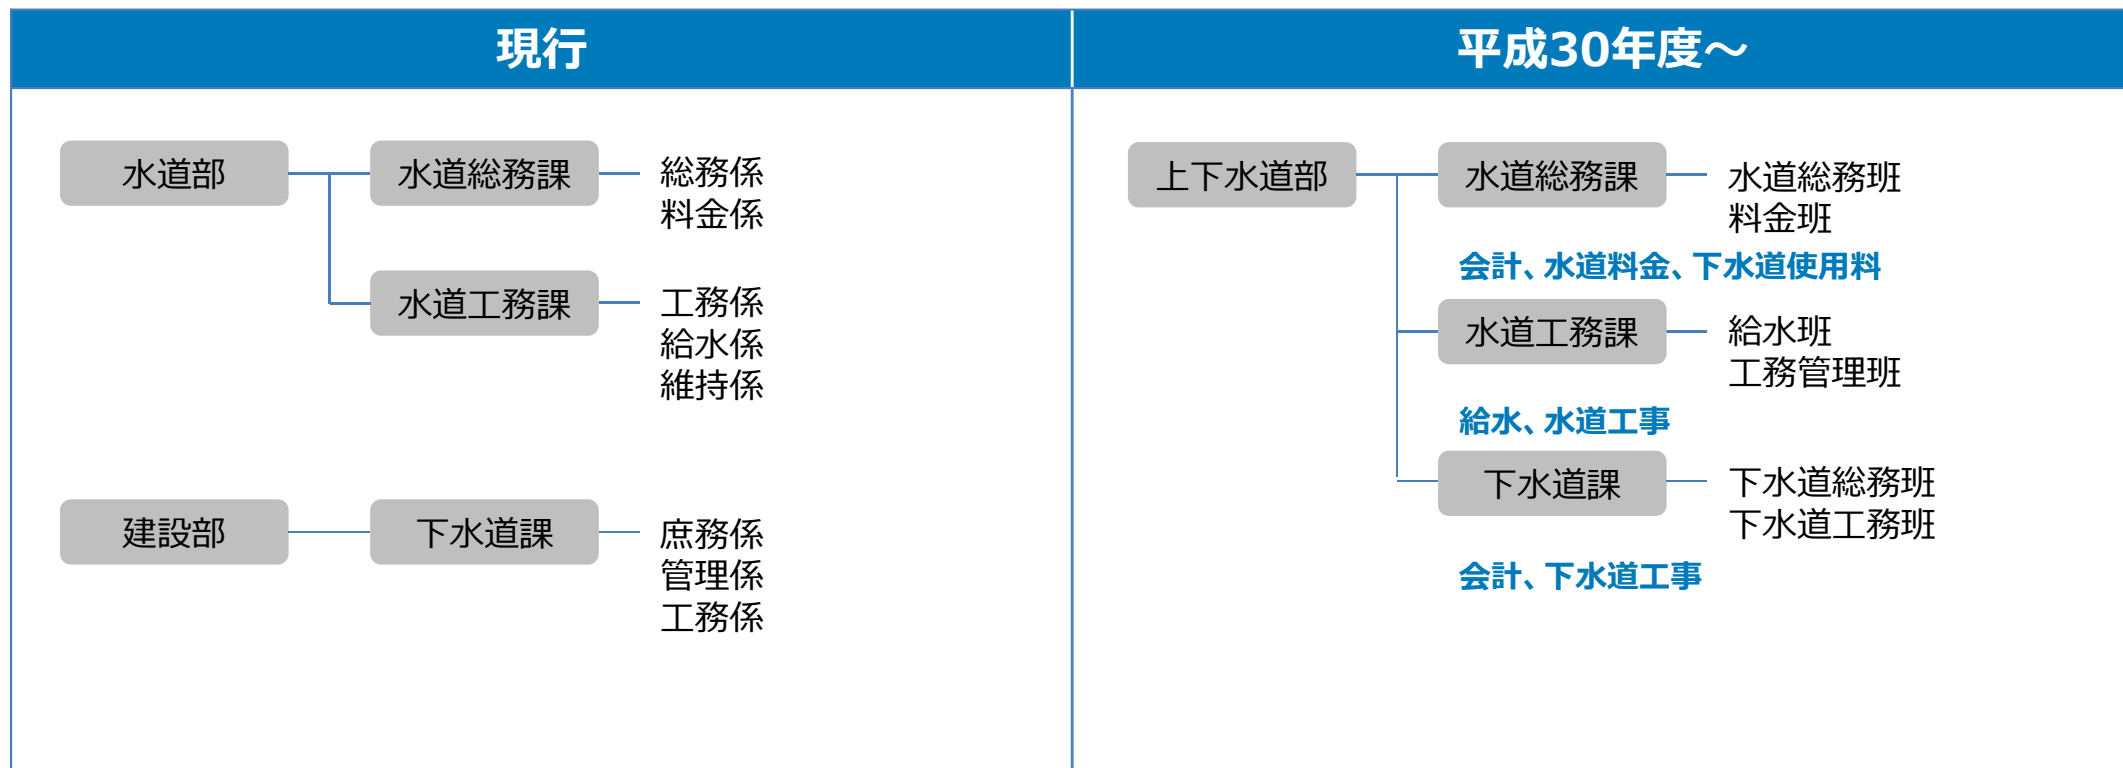 現行
水道部
水道総務課
総務係
料金係
水道工務課
工務係
給水係
維持係
建設部
下水道課
庶務係
管理係
工務係
平成30年度～
上下水道部
水道総務課
水道総務班
料金班
会計、水道料金、下水道使用料
水道工務課
給水班
工務管理班
給水、水道工事
下水道課
下水道総務班
下水道工務班
会計、下水道工事